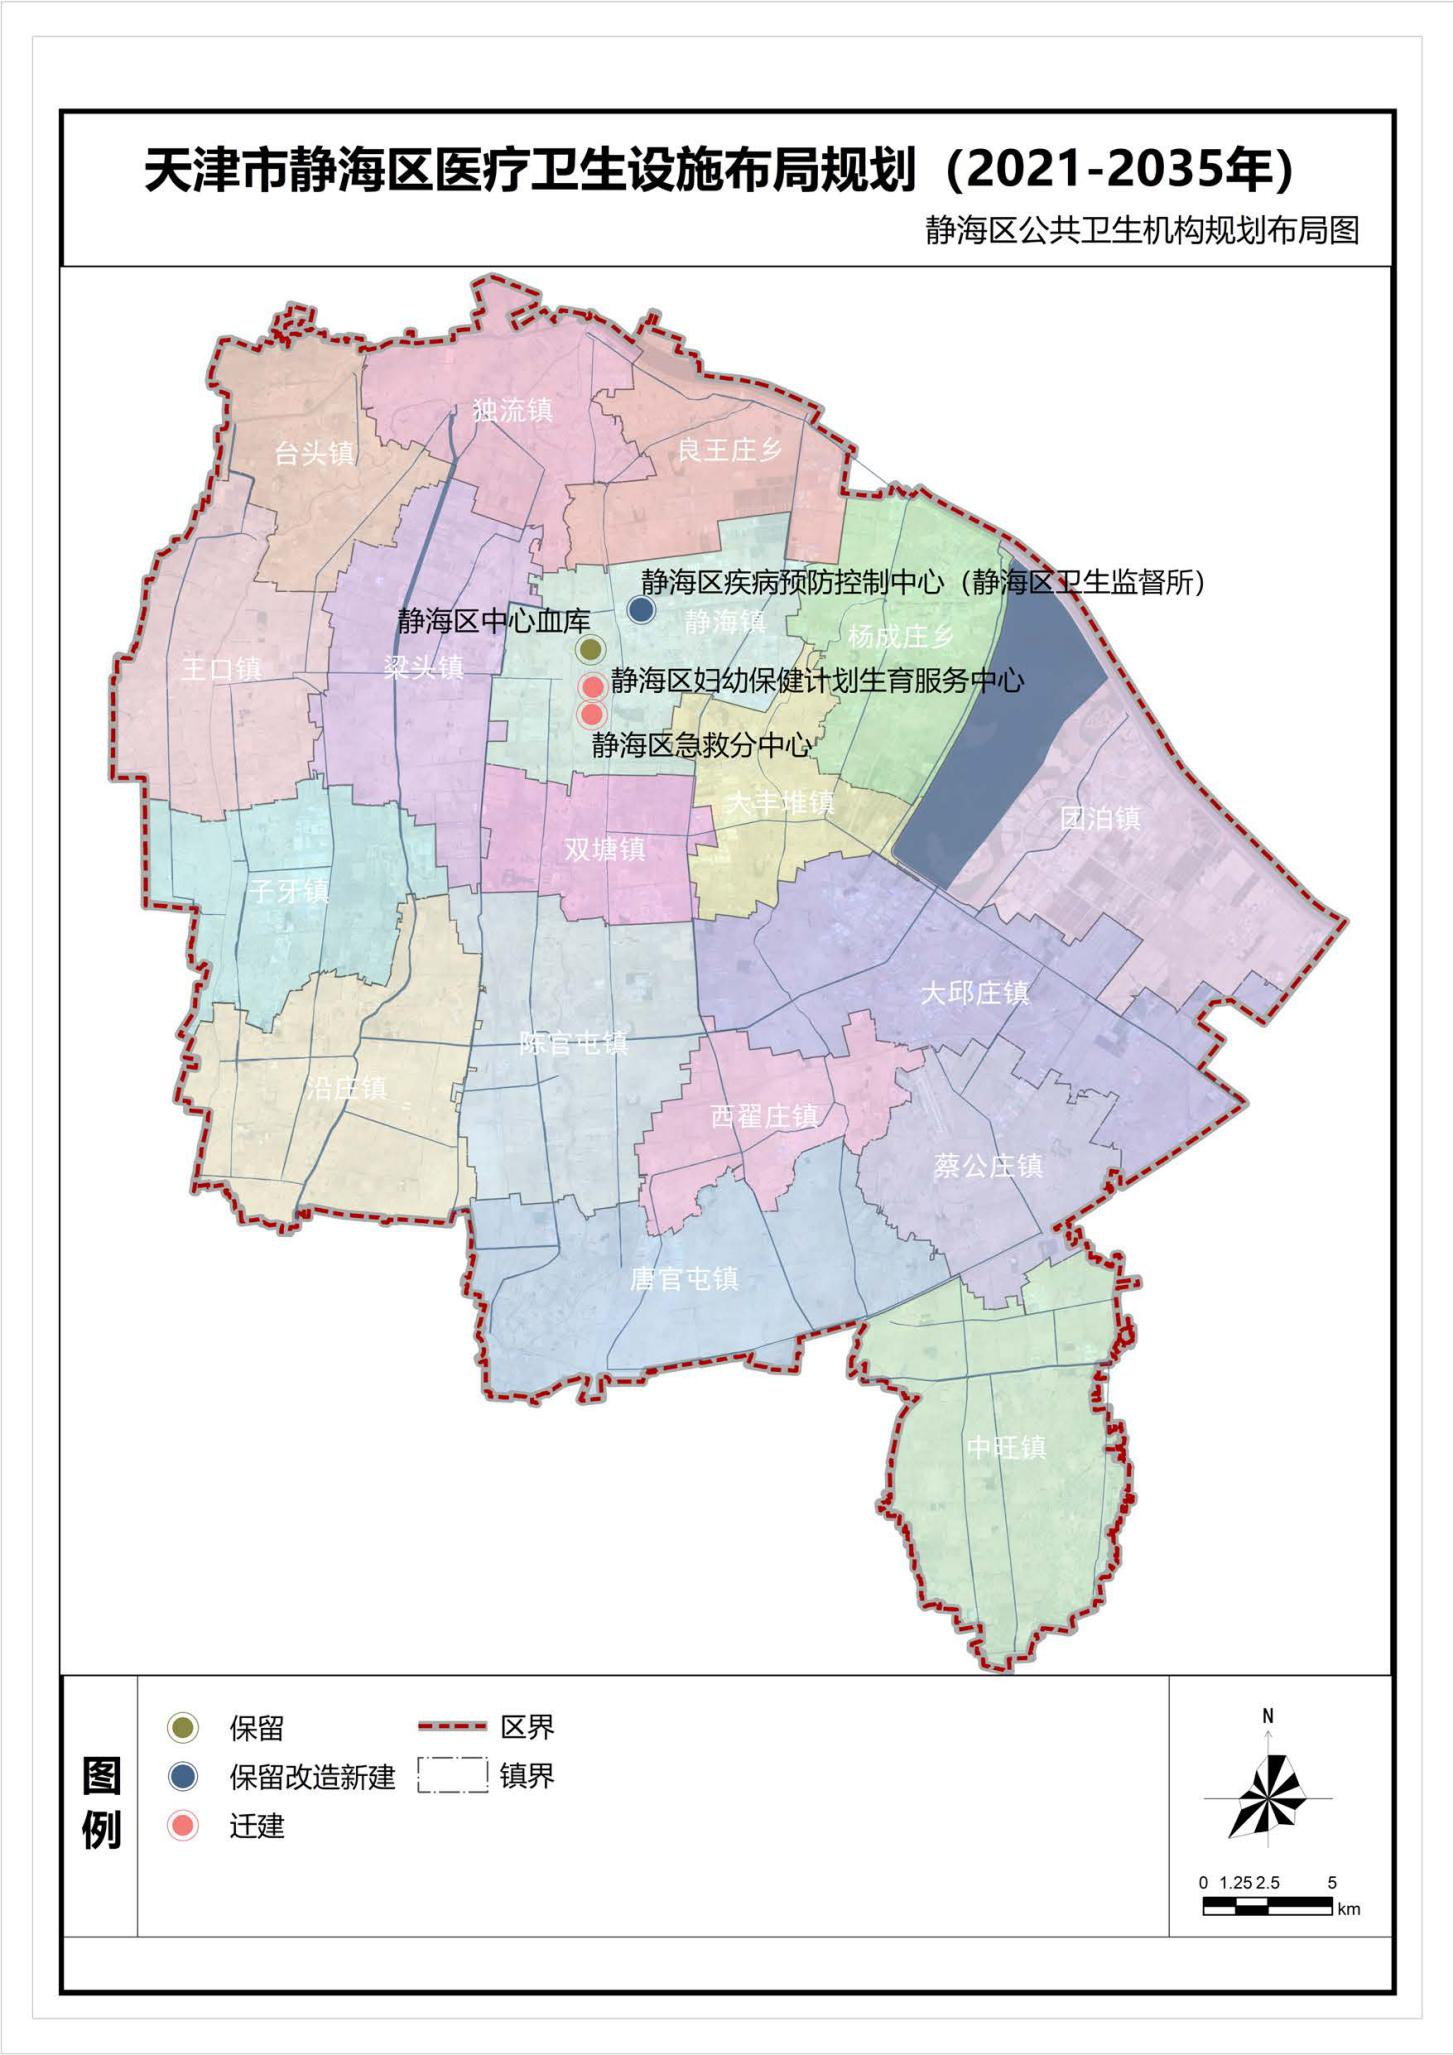 天津市静海区医疗卫生设施布局规划（2021-2035年）
静海区公共卫生机构规划布局图
独流镇
台头镇
良王庄乡
静海区疾病预防控制中心（静海区卫生监督所）
静海区中心血库
静海镇
杨成庄乡
王口镇
梁头镇
静海区妇幼保健计划生育服务中心
静海区急救分中心
大丰堆镇
团泊镇
双塘镇
子牙镇
大邱庄镇
陈官屯镇
沿庄镇
西翟庄镇
蔡公庄镇
唐官屯镇
中旺镇
图例
保留
区界
保留改造新建
镇界
迁建
N
0 1.25 2.5 5
km